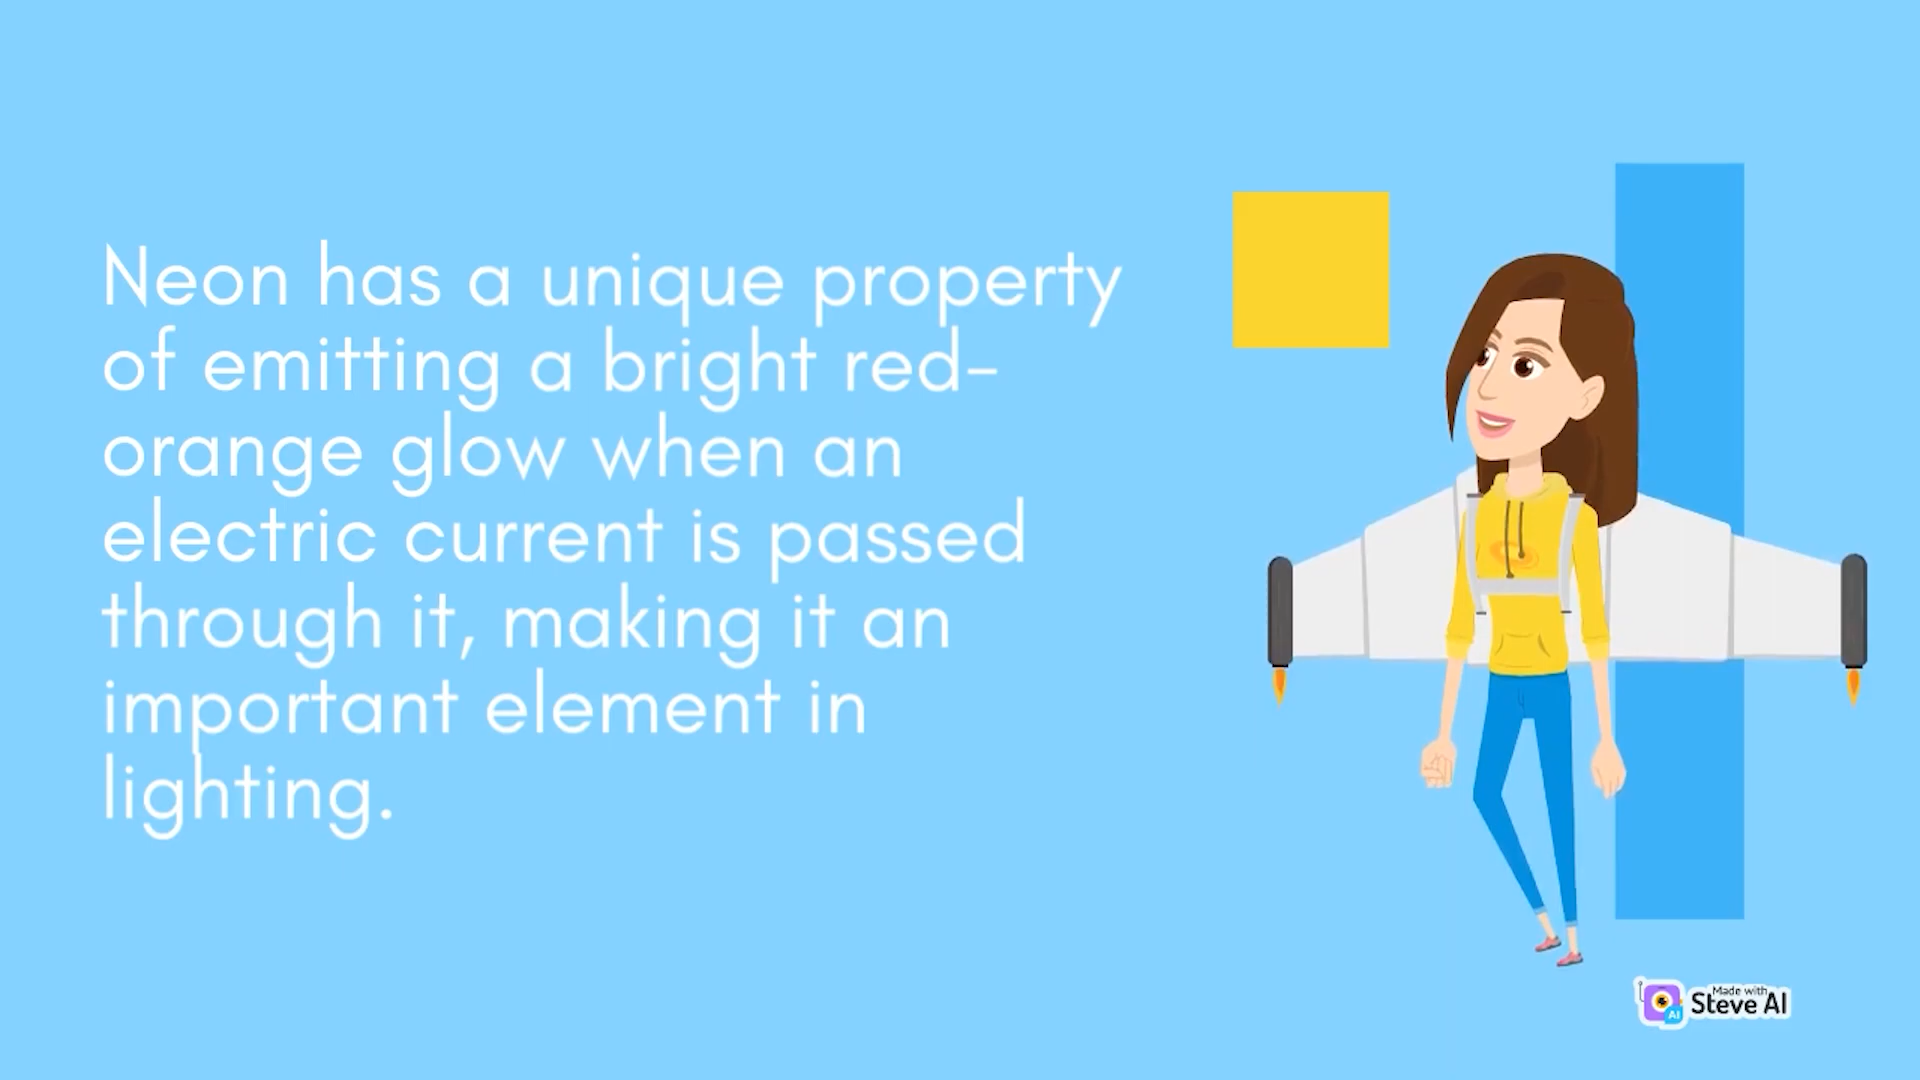 Neon has a unique property
of emitting a bright red-
orange glow when an
electric current is passed
through it, making it an
important element in
lighting.
Made with
Steve AI
AI